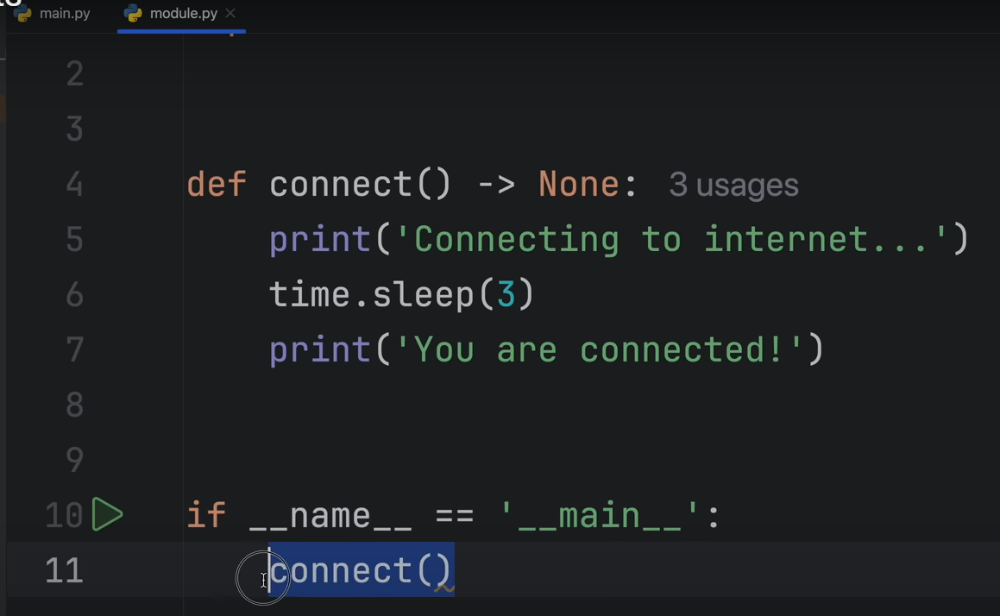 main.py module.py
2
3
4 def connect() -> None: 3 usages
5 print('Connecting to internet...')
6 time.sleep(3)
7 print('You are connected!')
8
9
10 if __name__ == '__main__':
11 connect()